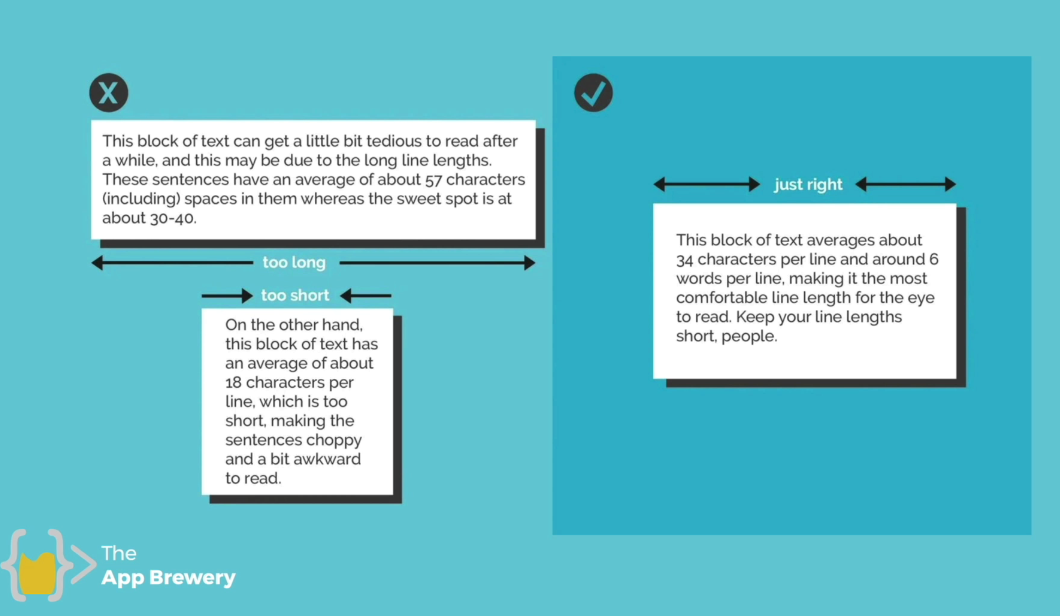 X
This block of text can get a little bit tedious to read after
a while, and this may be due to the long line lengths.
These sentences have an average of about 57 characters
(including) spaces in them whereas the sweet spot is at
about 30-40.
too long
too short
On the other hand,
this block of text has
an average of about
18 characters per
line, which is too
short, making the
sentences choppy
and a bit awkward
to read.
just right
This block of text averages about
34 characters per line and around 6
words per line, making it the most
comfortable line length for the eye
to read. Keep your line lengths
short, people.
The
App Brewery